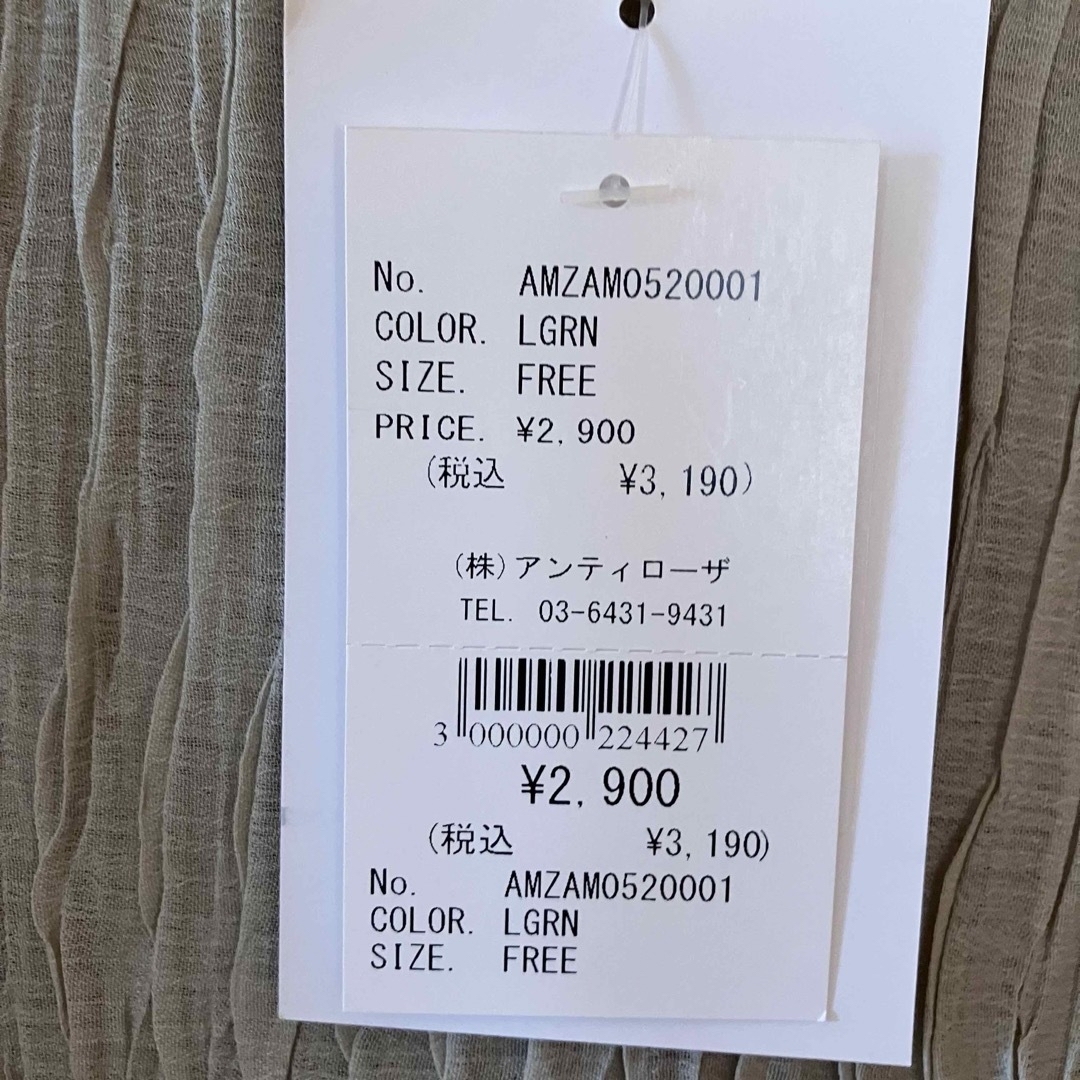 No. AMZAM0520001
COLOR. LGRN
SIZE. FREE
PRICE. ¥2,900
(税込 ¥3,190)
(株)アンティローザ
TEL. 03-6431-9431
3 000000 224427
¥2,900
(税込 ¥3,190)
No. AMZAM0520001
COLOR. LGRN
SIZE. FREE